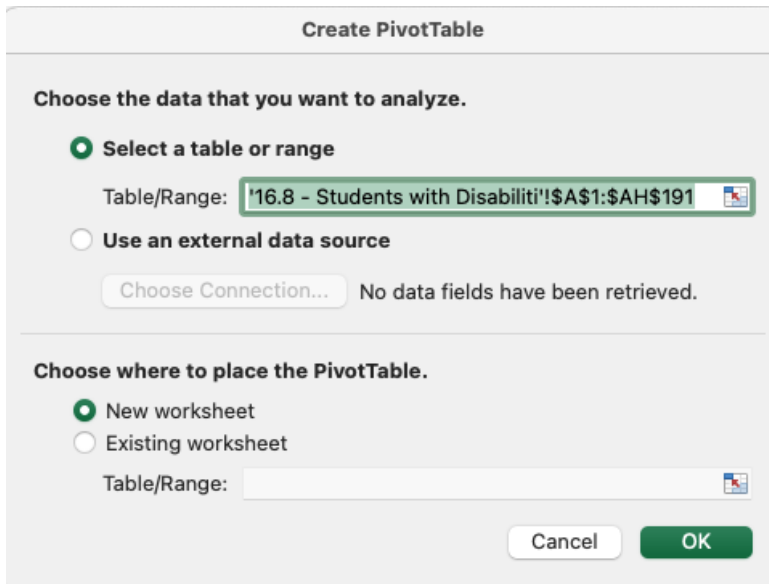 Create PivotTable
Choose the data that you want to analyze.
Select a table or range
Table/Range: '16.8 - Students with Disabiliti'!$A$1:$AH$191
Use an external data source
Choose Connection... No data fields have been retrieved.
Choose where to place the PivotTable.
New worksheet
Existing worksheet
Table/Range:
Cancel OK